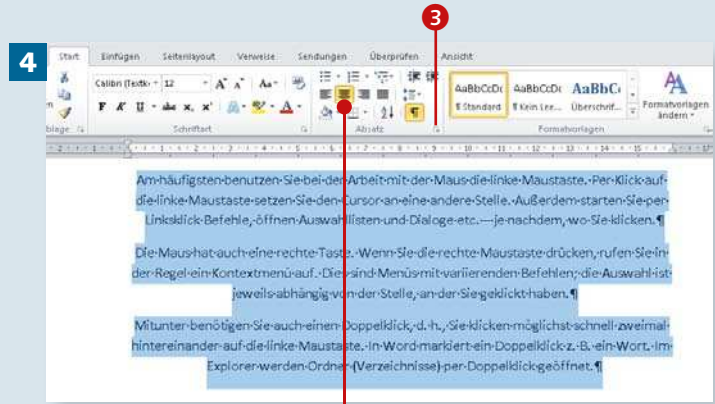 3
4
Start Einfügen Seitenlayout Verweise Sendungen Überprüfen Ansicht
Calibri (Textk 12 A A Aa
AaBbCcDc AaBbCcDc AaBbC
F K U abe x, x² A
¶ Standard ¶ Kein Lee... Überschrif... Formatvorlagen ändern
blage Schriftart Absatz Formatvorlagen
Am häufigsten benutzen Sie bei der Arbeit mit der Maus die linke Maustaste. Per Klick auf
die linke Maustaste setzen Sie den Cursor an eine andere Stelle. Außerdem starten Sie per
Linksklick Befehle, öffnen Auswahllisten und Dialoge etc. — je nachdem, wo Sie klicken. ¶
Die Maus hat auch eine rechte Taste. Wenn Sie die rechte Maustaste drücken, rufen Sie in
der Regel ein Kontextmenü auf. Dies sind Menüs mit variierenden Befehlen; die Auswahl ist
jeweils abhängig von der Stelle, an der Sie geklickt haben. ¶
Mitunter benötigen Sie auch einen Doppelklick, d. h., Sie klicken möglichst schnell zweimal
hintereinander auf die linke Maustaste. In Word markiert ein Doppelklick z. B. ein Wort. Im
Explorer werden Ordner (Verzeichnisse) per Doppelklick geöffnet. ¶